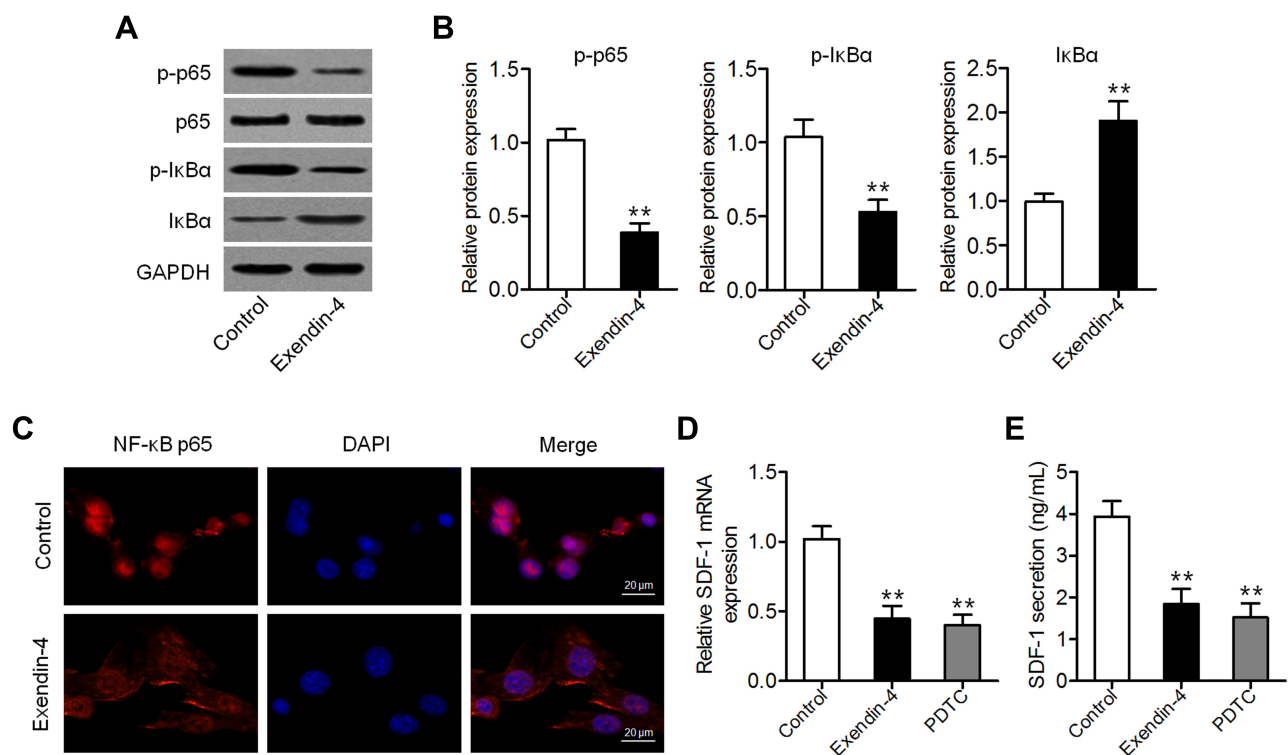 A
p-p65
p65
p-IκBα
IκBα
GAPDH
Control
Exendin-4
B
p-p65
Relative protein expression
1.5
1.0
0.5
0.0
**
Control
Exendin-4
p-IκBα
Relative protein expression
1.5
1.0
0.5
0.0
**
Control
Exendin-4
IκBα
Relative protein expression
2.5
2.0
1.5
1.0
0.5
0.0
**
Control
Exendin-4
C
NF-κB p65
DAPI
Merge
Control
20 μm
Exendin-4
20 μm
D
Relative SDF-1 mRNA
expression
1.5
1.0
0.5
0.0
**
**
Control
Exendin-4
PDTC
E
SDF-1 secretion (ng/mL)
5
4
3
2
1
0
**
**
Control
Exendin-4
PDTC